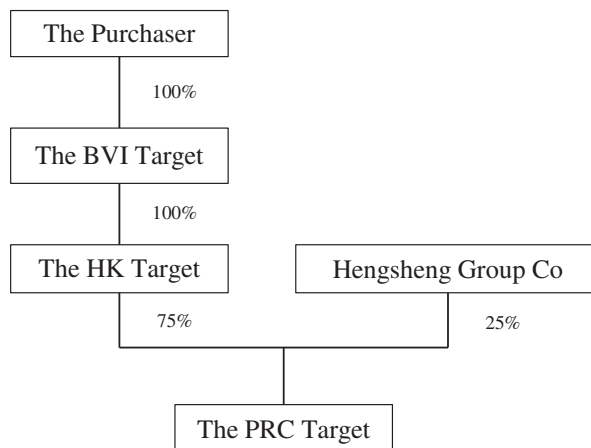 The Purchaser
100%
The BVI Target
100%
The HK Target
Hengsheng Group Co
75%
25%
The PRC Target